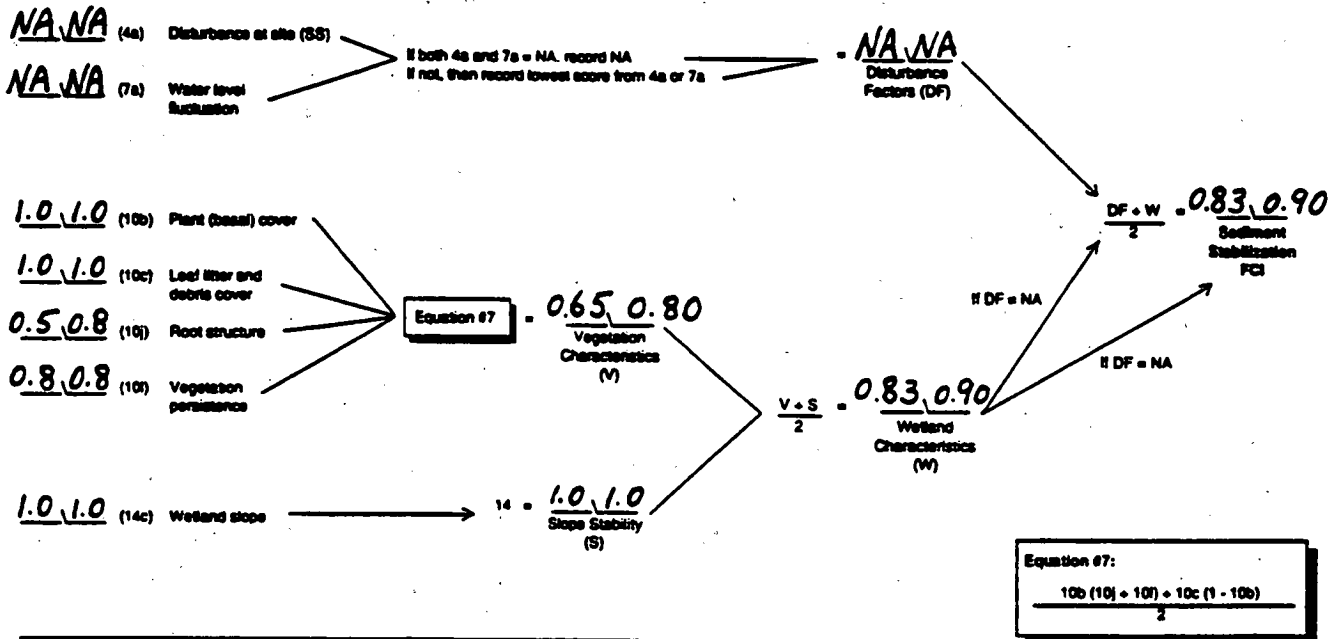 NA NA (4a) Disturbance at site (SS)
NA NA (7a) Water level
fluctuation
If both 4a and 7a = NA. record NA
If not, then record lowest score from 4a or 7a
= NA NA
Disturbance
Factors (DF)
1.0 1.0 (10b) Plant (basal) cover
1.0 1.0 (10c) Leaf litter and
debris cover
0.5 0.8 (10j) Root structure
0.8 0.8 (10f) Vegetation
persistence
Equation #7 = 0.65 0.80
Vegetation
Characteristics
(V)
1.0 1.0 (14c) Wetland slope
14 = 1.0 1.0
Slope Stability
(S)
V + S
2
= 0.83 0.90
Wetland
Characteristics
(W)
If DF = NA
If DF = NA
DF + W
2
= 0.83 0.90
Sediment
Stabilization
FCI
Equation #7:
10b (10j + 10f) + 10c (1 - 10b)
2